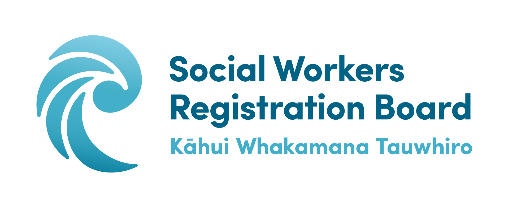 Social Workers
Registration Board
Kāhui Whakamana Tauwhiro